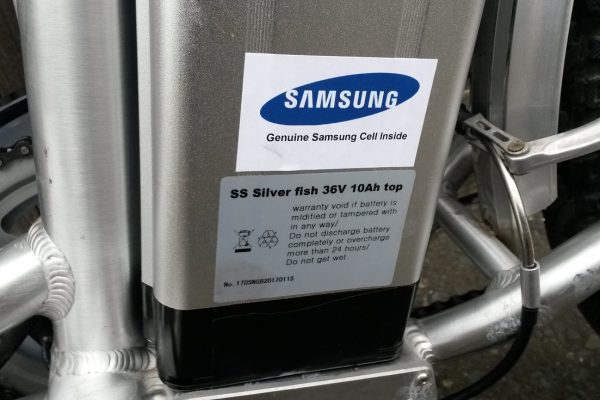 SAMSUNG
Genuine Samsung Cell Inside
SS Silver fish 36V 10Ah top
warranty void if battery is
midified or tampered with
in any way/
Do not discharge battery
completely or overcharge
more than 24 hours/
Do not get wet.
No. 170SNGB20170115